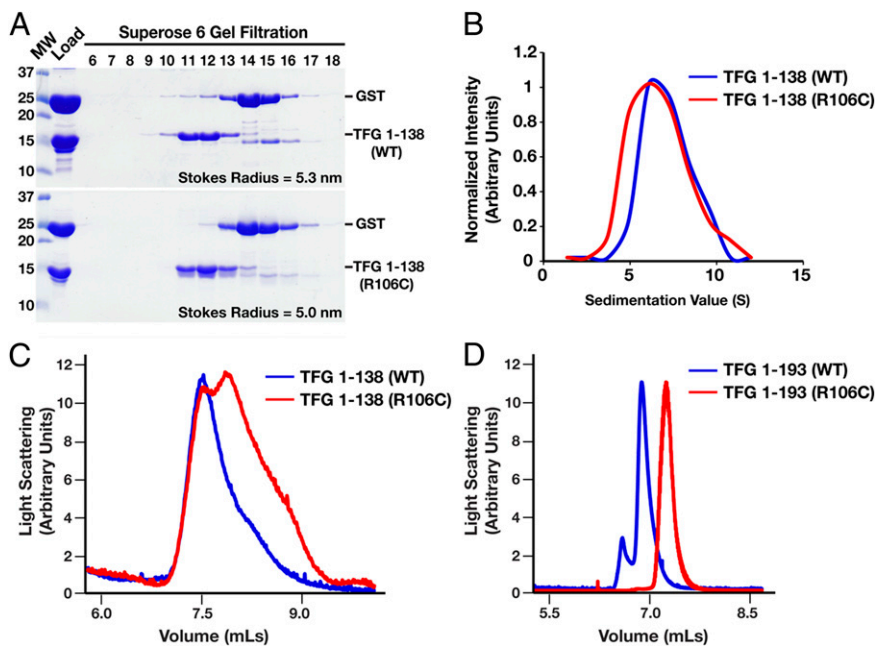 A
Superose 6 Gel Filtration
MW Load 6 7 8 9 10 11 12 13 14 15 16 17 18
37
25
20
15
10
GST
TFG 1-138
(WT)
Stokes Radius = 5.3 nm
37
25
15
10
GST
TFG 1-138
(R106C)
Stokes Radius = 5.0 nm
B
Normalized Intensity
(Arbitrary Units)
1.2
1
0.8
0.6
0.4
0.2
0
TFG 1-138 (WT)
TFG 1-138 (R106C)
0 5 10 15
Sedimentation Value (S)
C
Light Scattering
(Arbitrary Units)
12
10
8
6
4
2
0
TFG 1-138 (WT)
TFG 1-138 (R106C)
6.0 7.5 9.0
Volume (mLs)
D
Light Scattering
(Arbitrary Units)
12
10
8
6
4
2
0
TFG 1-193 (WT)
TFG 1-193 (R106C)
5.5 7.0 8.5
Volume (mLs)